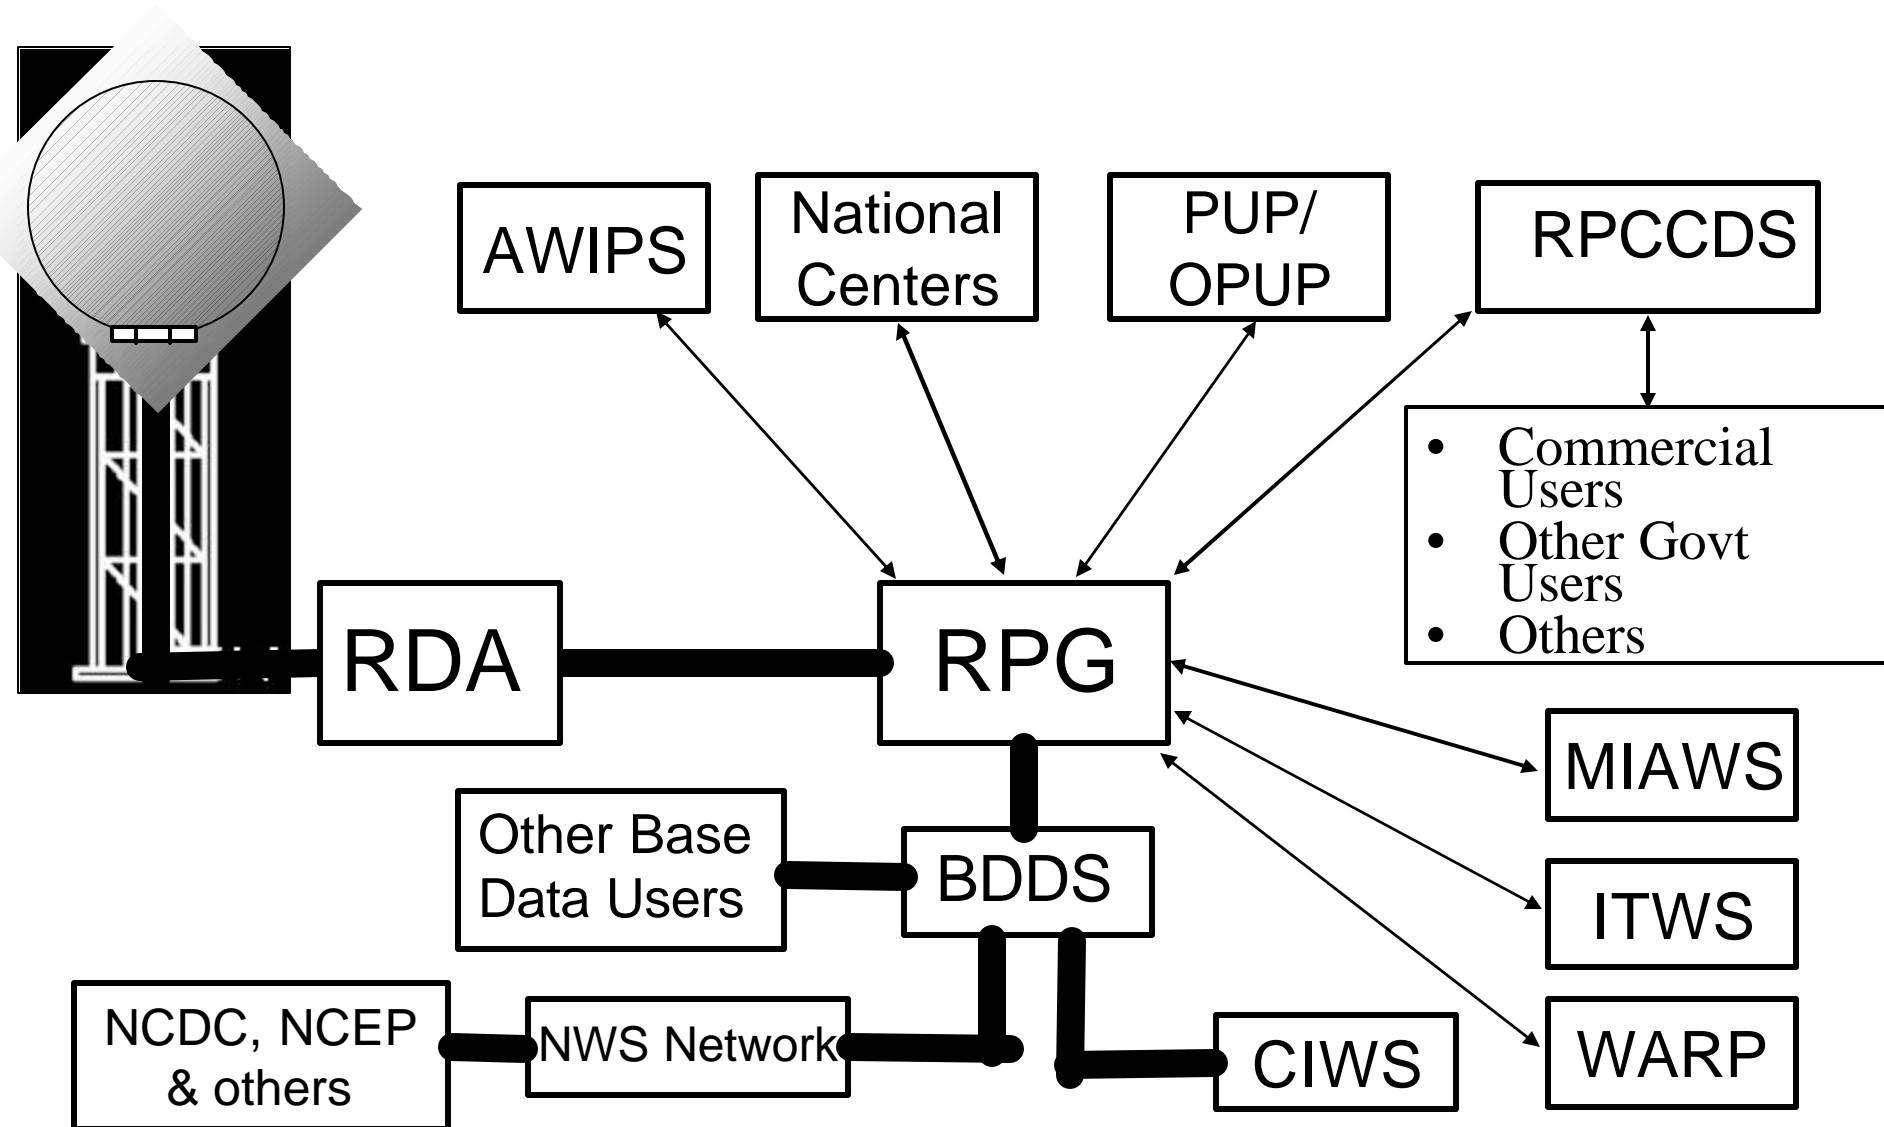 AWIPS
National
Centers
PUP/
OPUP
RPCCDS
• Commercial
Users
• Other Govt
Users
• Others
RDA
RPG
MIAWS
Other Base
Data Users
BDDS
ITWS
NCDC, NCEP
& others
NWS Network
CIWS
WARP